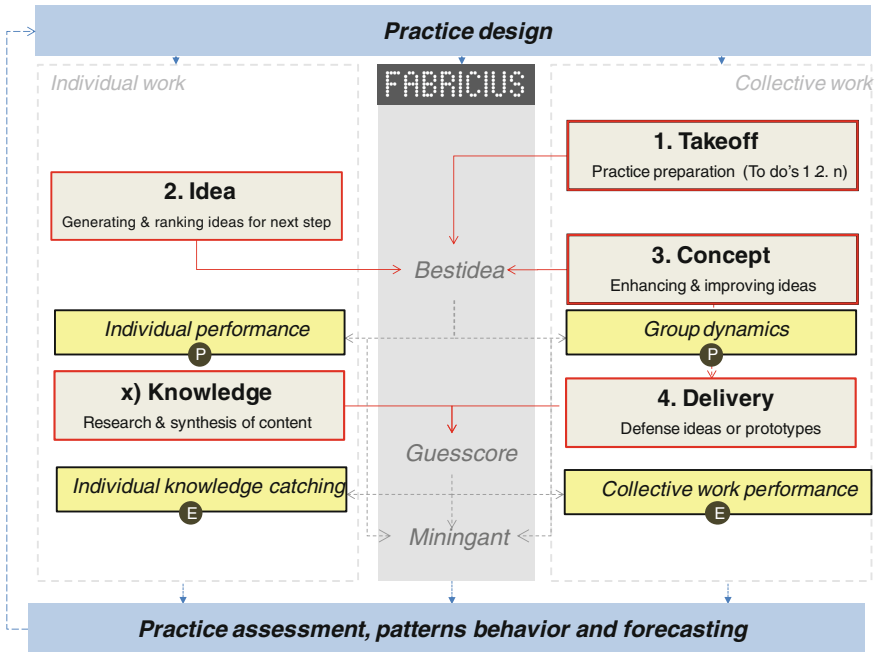 Practice design
Individual work
FABRICIUS
Collective work
1. Takeoff
Practice preparation (To do's 1 2. n)
2. Idea
Generating & ranking ideas for next step
3. Concept
Enhancing & improving ideas
Bestidea
Individual performance
P
Group dynamics
P
x) Knowledge
Research & synthesis of content
4. Delivery
Defense ideas or prototypes
Guesscore
Individual knowledge catching
E
Collective work performance
E
Miningant
Practice assessment, patterns behavior and forecasting